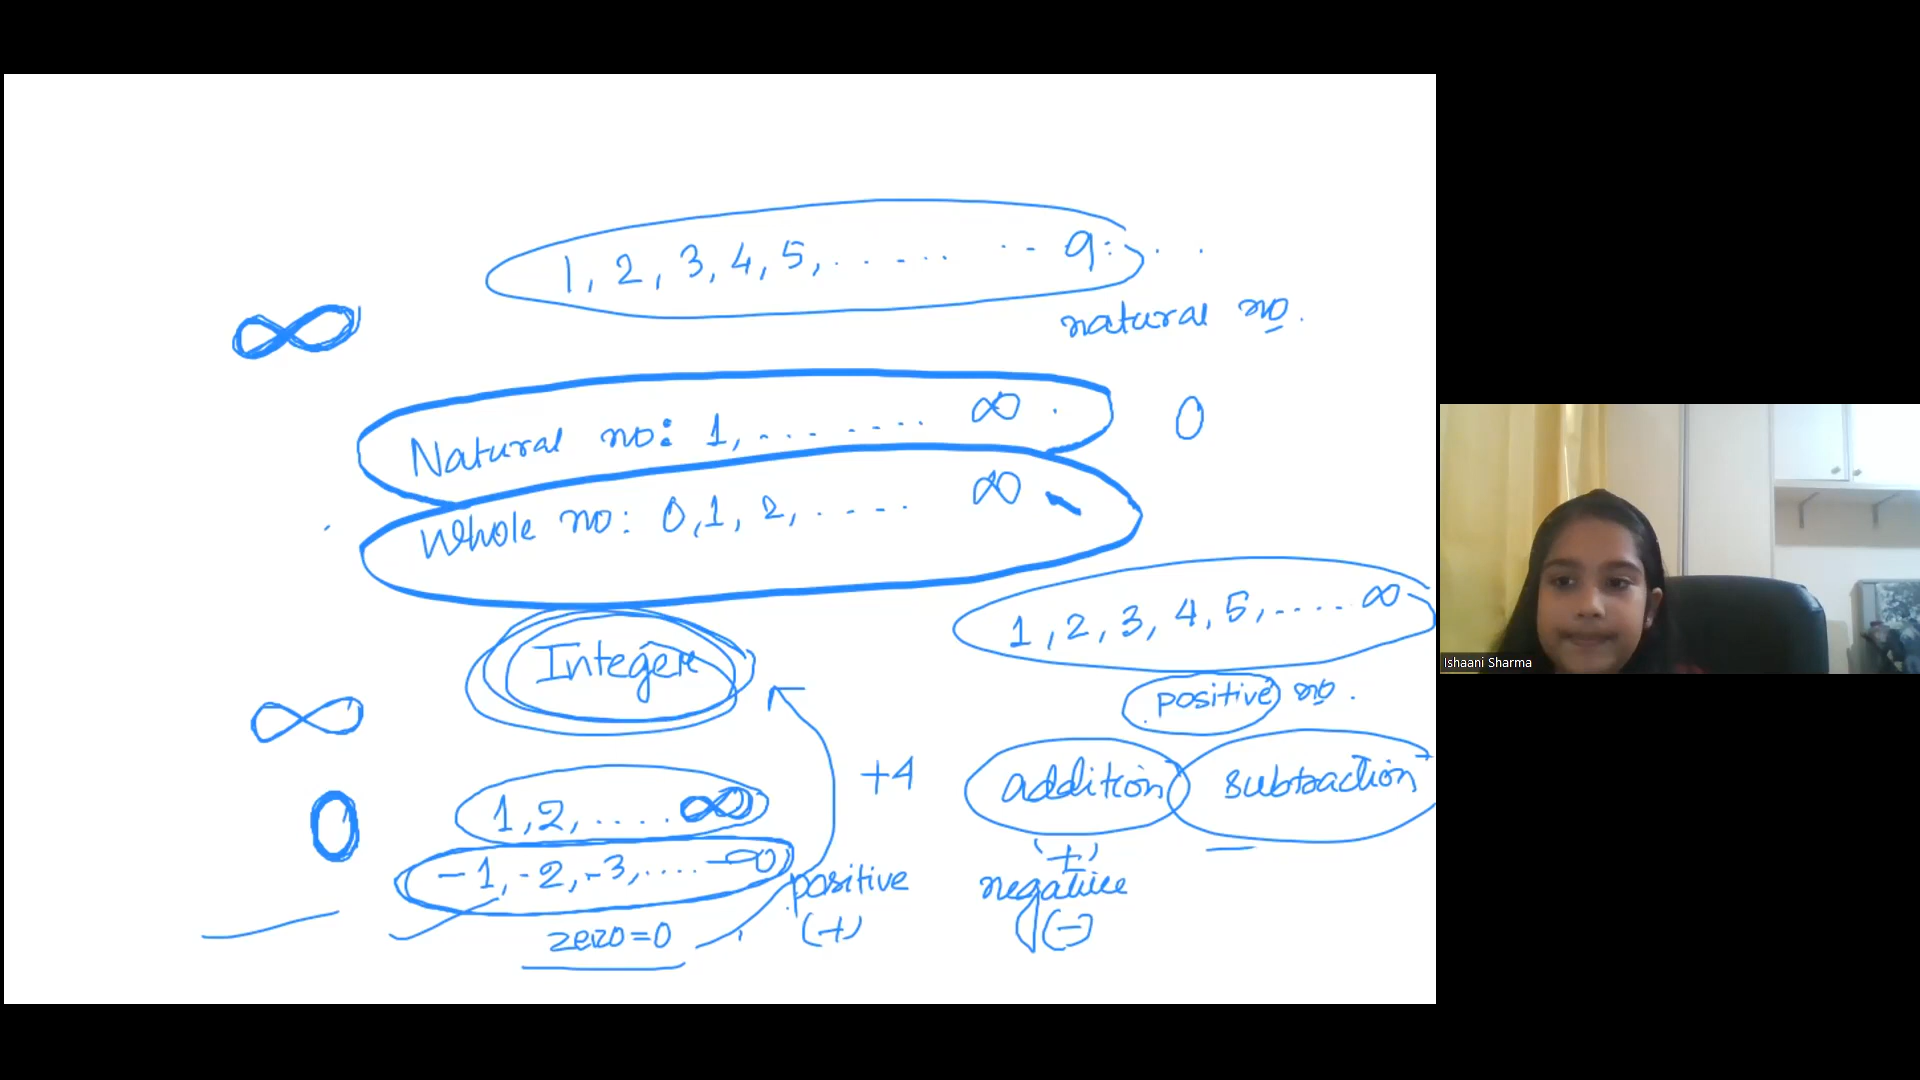 1, 2, 3, 4, 5, ......... 9: . .
natural no.
∞
Natural no: 1, ........ ∞ .
0
Whole no: 0, 1, 2, ..... ∞
1, 2, 3, 4, 5, ..... ∞
Integer
positive no.
∞
+4
addition subtraction
1, 2, ..... ∞
0
(+)
-1, -2, -3, .... -∞
positive
negative
(+)
(-)
zero=0
Ishaani Sharma